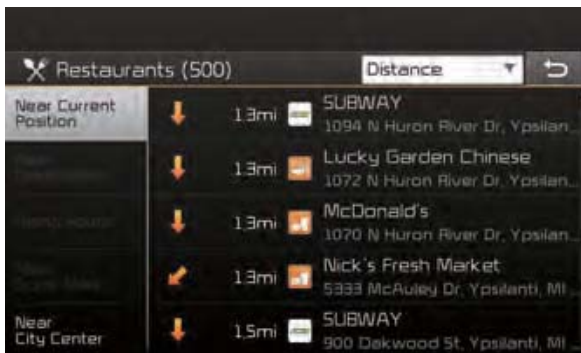 Restaurants (500)
Distance
Near Current
Position
1.3mi
SUBWAY
1094 N Huron River Dr, Ypsilan...
1.3mi
Lucky Garden Chinese
1072 N Huron River Dr, Ypsilan...
1.3mi
McDonald's
1070 N Huron River Dr, Ypsilan...
1.3mi
Nick's Fresh Market
5333 McAuley Dr, Ypsilanti, MI ...
Near
City Center
1.5mi
SUBWAY
900 Oakwood St, Ypsilanti, MI ...